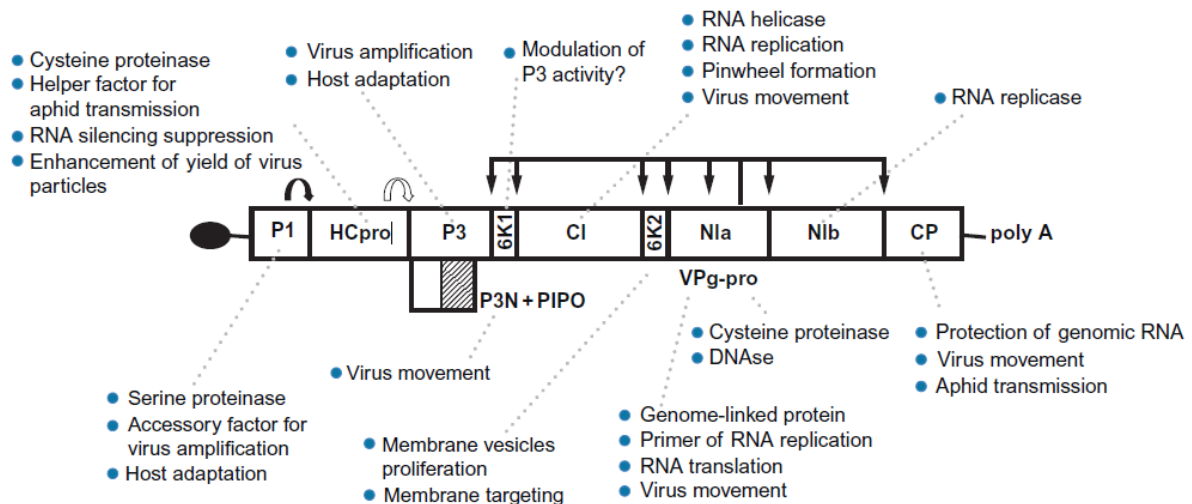 Cysteine proteinase
Helper factor for
aphid transmission
RNA silencing suppression
Enhancement of yield of virus
particles
Virus amplification
Host adaptation
Modulation of
P3 activity?
RNA helicase
RNA replication
Pinwheel formation
Virus movement
RNA replicase
P1
HCpro
P3
6K1
CI
6K2
NIa
NIb
CP
poly A
VPg-pro
P3N + PIPO
Virus movement
Cysteine proteinase
DNAse
Protection of genomic RNA
Virus movement
Aphid transmission
Serine proteinase
Accessory factor for
virus amplification
Host adaptation
Membrane vesicles
proliferation
Membrane targeting
Genome-linked protein
Primer of RNA replication
RNA translation
Virus movement